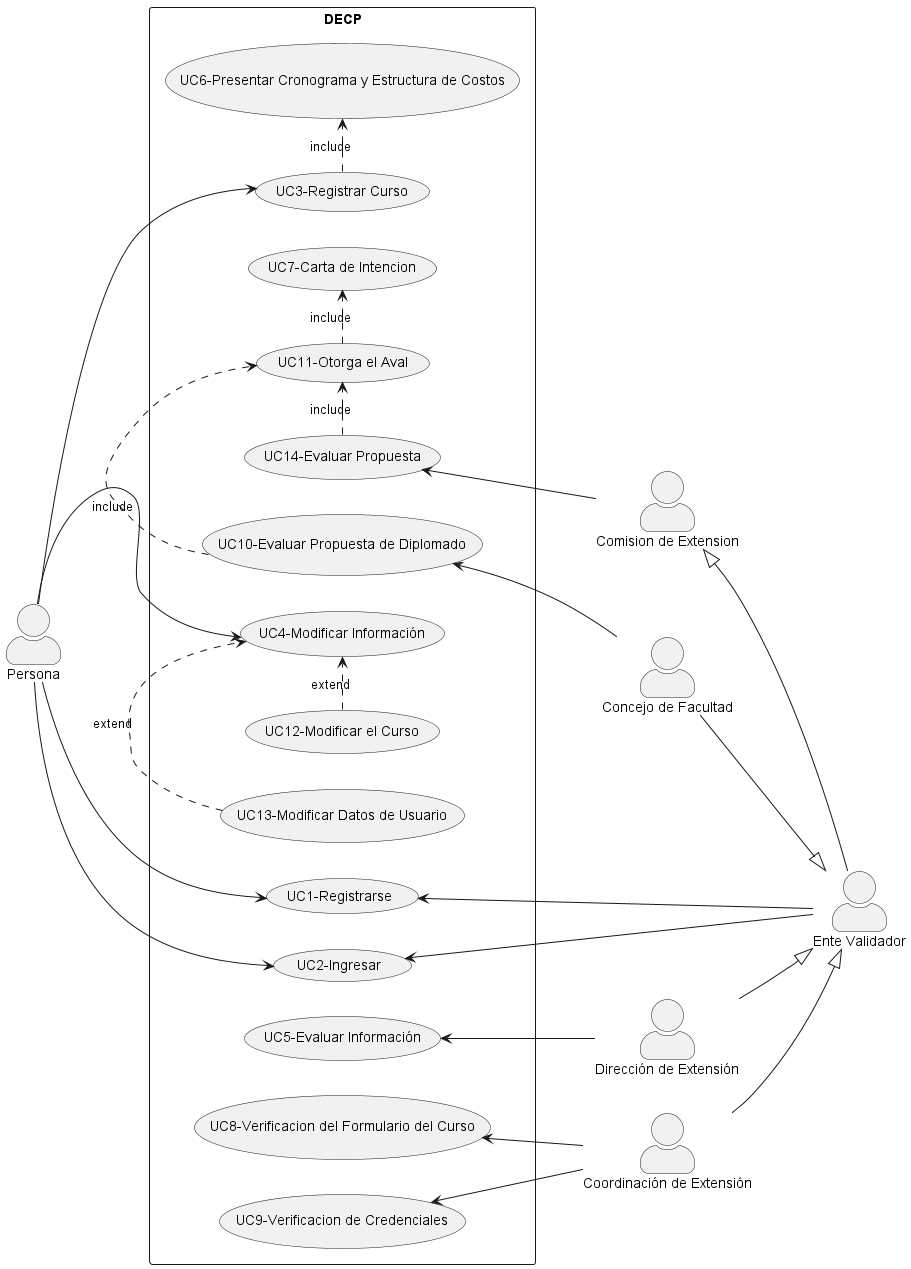 DECP
UC6-Presentar Cronograma y Estructura de Costos
include
UC3-Registrar Curso
UC7-Carta de Intencion
include
UC11-Otorga el Aval
include
UC14-Evaluar Propuesta
include
UC10-Evaluar Propuesta de Diplomado
Comision de Extension
UC4-Modificar Información
Persona
extend
Concejo de Facultad
extend
UC12-Modificar el Curso
UC13-Modificar Datos de Usuario
UC1-Registrarse
Ente Validador
UC2-Ingresar
UC5-Evaluar Información
Dirección de Extensión
UC8-Verificacion del Formulario del Curso
Coordinación de Extensión
UC9-Verificacion de Credenciales